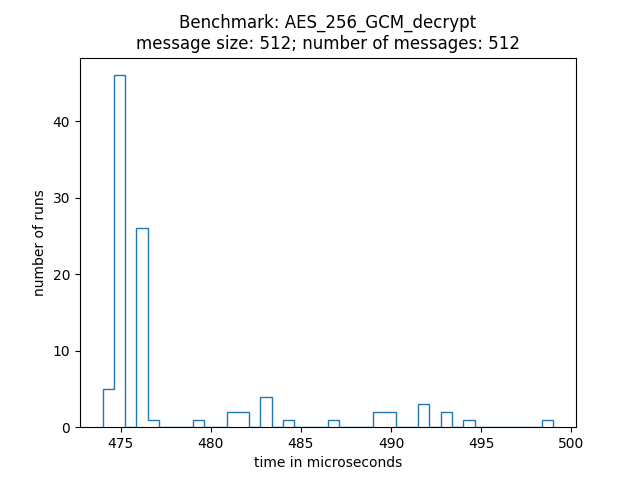 Benchmark: AES_256_GCM_decrypt
message size: 512; number of messages: 512
number of runs
40
30
20
10
0
475 480 485 490 495 500
time in microseconds